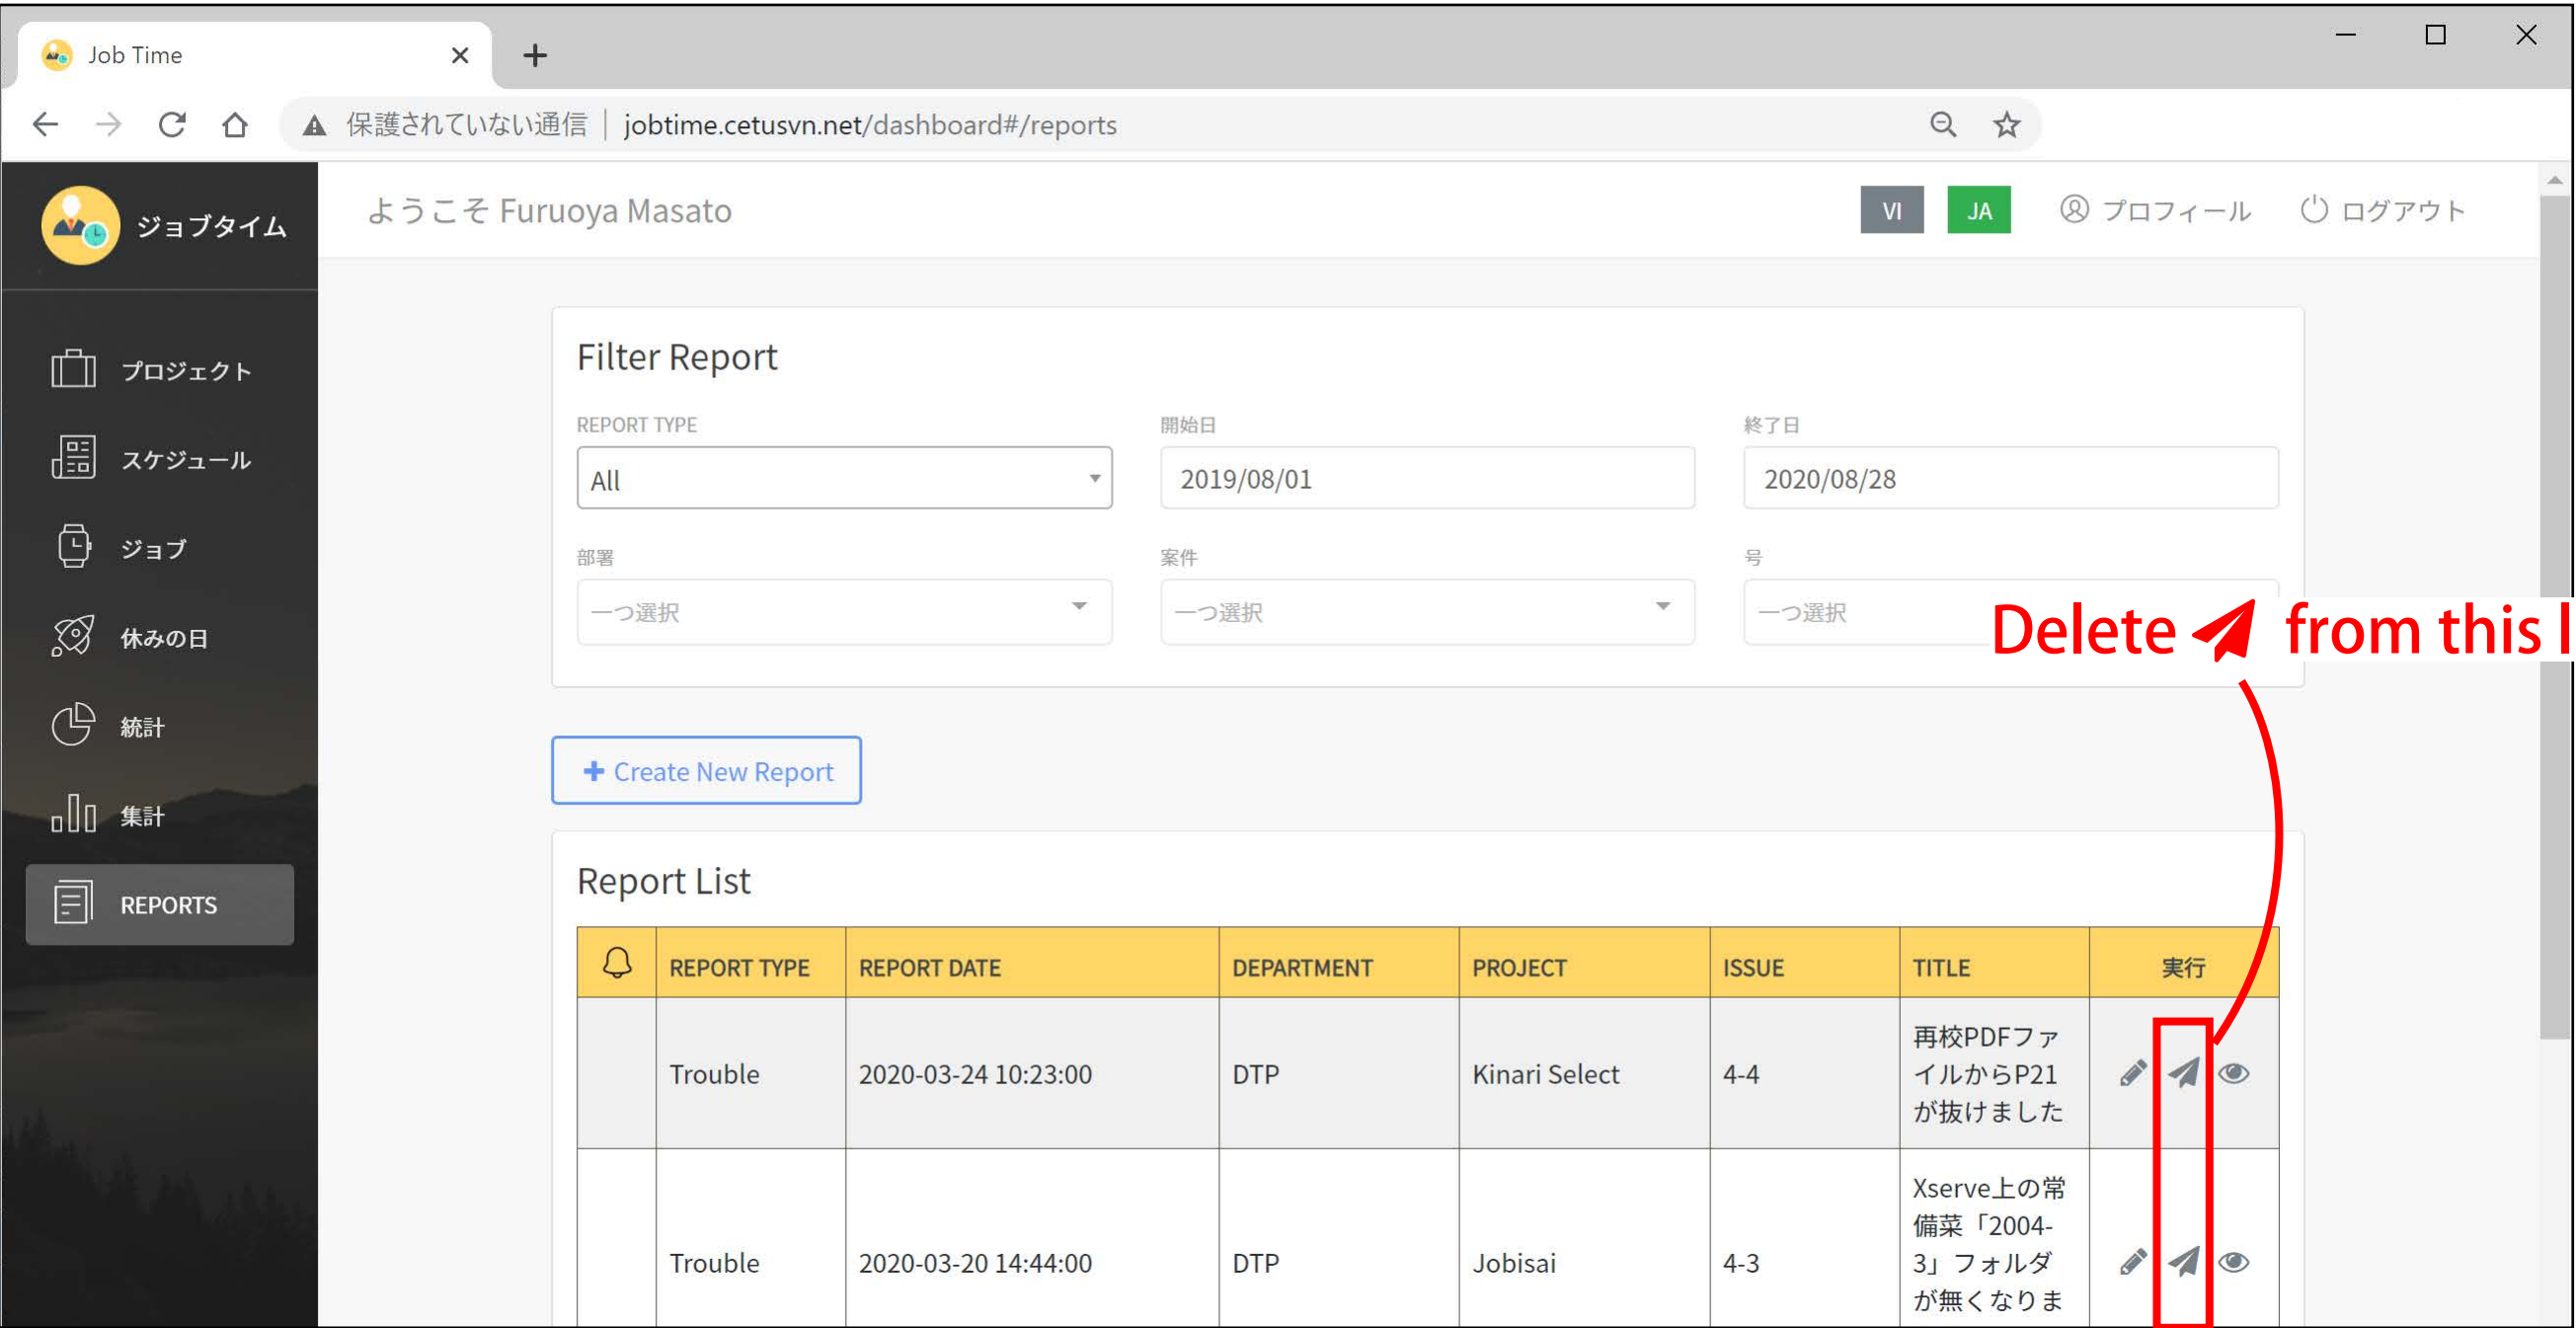 Job Time
保護されていない通信 | jobtime.cetusvn.net/dashboard#/reports
ジョブタイム
ようこそ Furuoya Masato
VI
JA
プロフィール
ログアウト
プロジェクト
スケジュール
ジョブ
休みの日
統計
集計
REPORTS
Filter Report
REPORT TYPE
開始日
終了日
All
2019/08/01
2020/08/28
部署
案件
号
一つ選択
一つ選択
一つ選択
Delete from this l
+ Create New Report
Report List
REPORT TYPE
REPORT DATE
DEPARTMENT
PROJECT
ISSUE
TITLE
実行
Trouble
2020-03-24 10:23:00
DTP
Kinari Select
4-4
再校PDFファ
イルからP21
が抜けました
Trouble
2020-03-20 14:44:00
DTP
Jobisai
4-3
Xserve上の常
備菜「2004-
3」フォルダ
が無くなりま